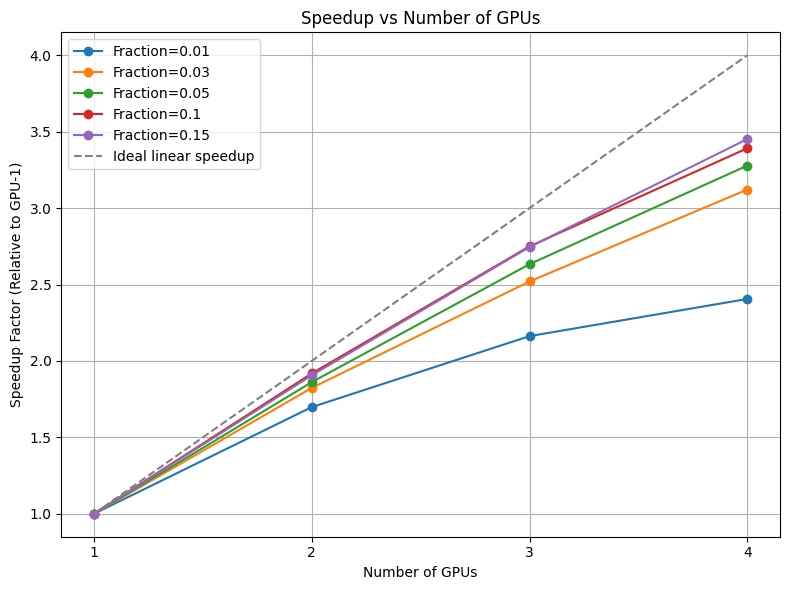 Speedup vs Number of GPUs
Fraction=0.01
Fraction=0.03
Fraction=0.05
Fraction=0.1
Fraction=0.15
Ideal linear speedup
Speedup Factor (Relative to GPU-1)
4.0
3.5
3.0
2.5
2.0
1.5
1.0
1 2 3 4
Number of GPUs